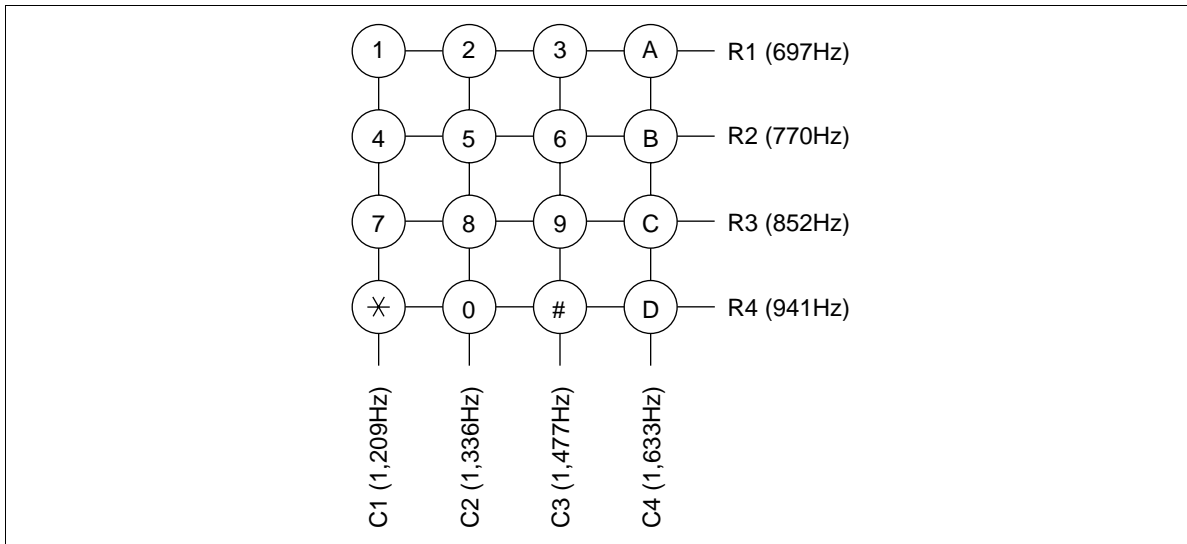 1 2 3 A R1 (697Hz)
4 5 6 B R2 (770Hz)
7 8 9 C R3 (852Hz)
* 0 # D R4 (941Hz)
C1 (1,209Hz)
C2 (1,336Hz)
C3 (1,477Hz)
C4 (1,633Hz)